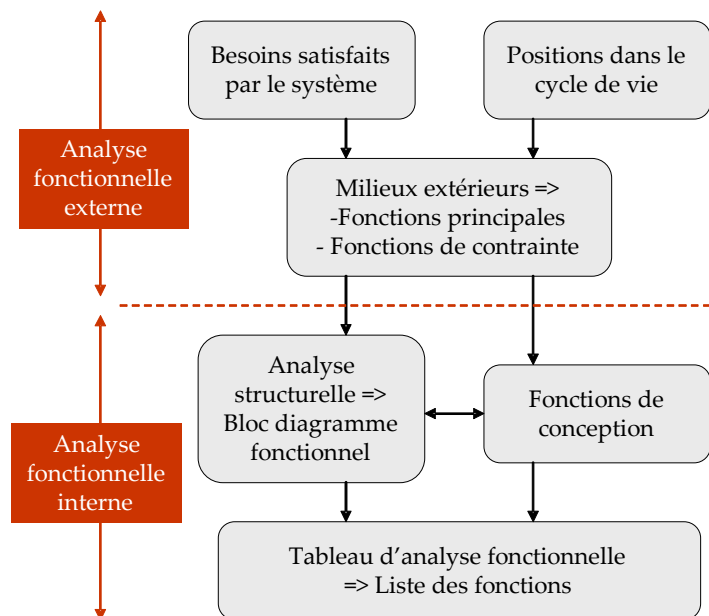 Besoins satisfaits
par le système
Positions dans le
cycle de vie
Analyse
fonctionnelle
externe
Milieux extérieurs =>
-Fonctions principales
- Fonctions de contrainte
Analyse
structurelle =>
Bloc diagramme
fonctionnel
Fonctions de
conception
Analyse
fonctionnelle
interne
Tableau d’analyse fonctionnelle
=> Liste des fonctions